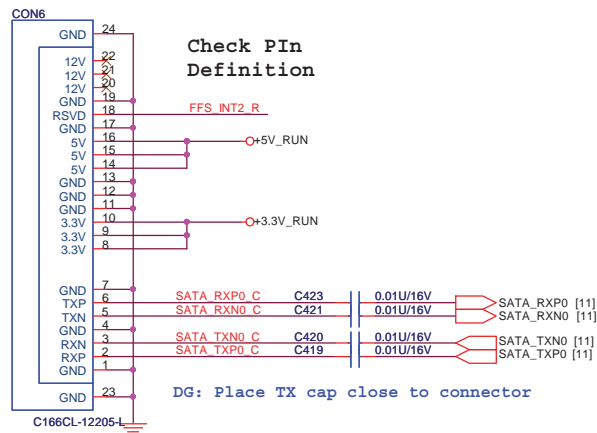 CON6
GND 24
Check PIn
Definition
12V 22
12V 21
12V 20
GND 19
RSVD 18 FFS_INT2_R
GND 17
5V 16 +5V_RUN
5V 15
5V 14
GND 13
GND 12
GND 11
3.3V 10 +3.3V_RUN
3.3V 9
3.3V 8
GND 7
TXP 6 SATA_RXP0_C C423 0.01U/16V SATA_RXP0 [11]
TXN 5 SATA_RXN0_C C421 0.01U/16V SATA_RXN0 [11]
GND 4
RXN 3 SATA_TXN0_C C420 0.01U/16V SATA_TXN0 [11]
RXP 2 SATA_TXP0_C C419 0.01U/16V SATA_TXP0 [11]
GND 1
DG: Place TX cap close to connector
GND 23
C166CL-12205-L